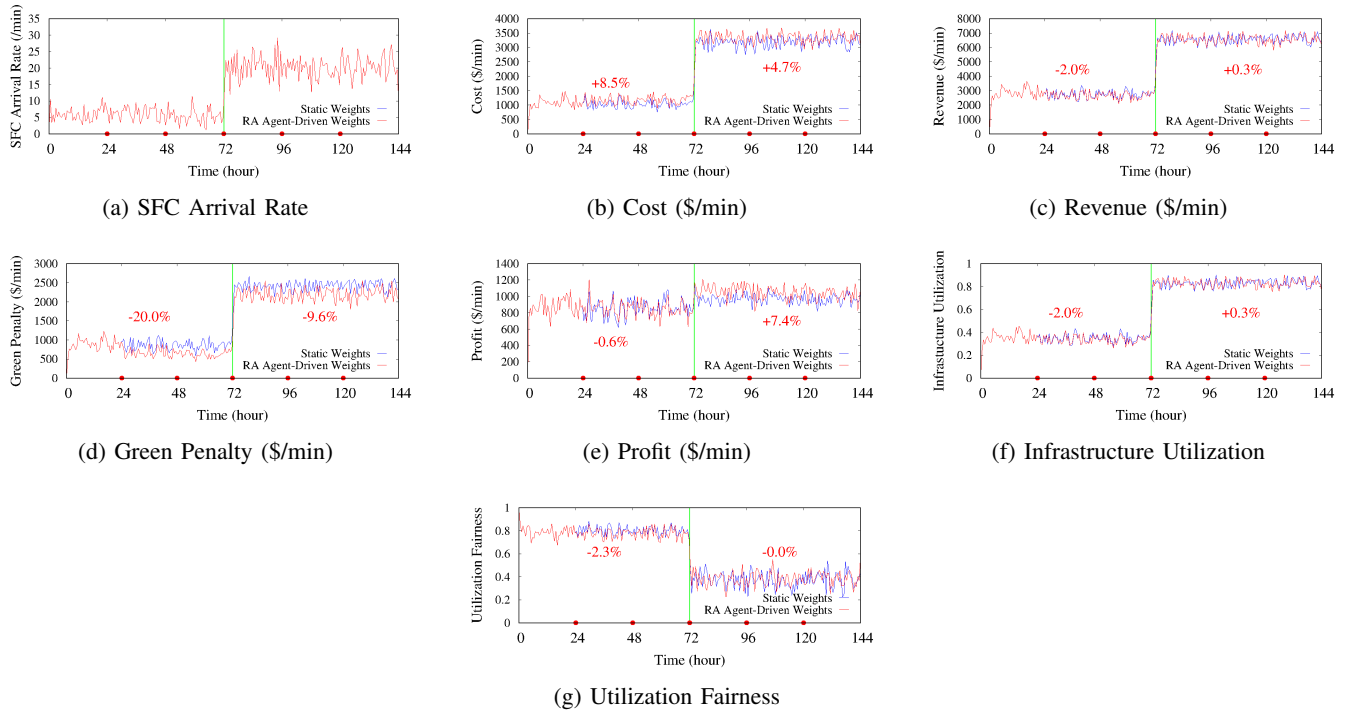 SFC Arrival Rate (/min)
35
30
25
20
15
10
5
0
Static Weights
RA Agent-Driven Weights
0 24 48 72 96 120 144
Time (hour)
(a) SFC Arrival Rate
Cost ($/min)
4000
3500
3000
2500
2000
1500
1000
500
0
+8.5%
+4.7%
Static Weights
RA Agent-Driven Weights
0 24 48 72 96 120 144
Time (hour)
(b) Cost ($/min)
Revenue ($/min)
8000
7000
6000
5000
4000
3000
2000
1000
0
-2.0%
+0.3%
Static Weights
RA Agent-Driven Weights
0 24 48 72 96 120 144
Time (hour)
(c) Revenue ($/min)
Green Penalty ($/min)
3000
2500
2000
1500
1000
500
0
-20.0%
-9.6%
Static Weights
RA Agent-Driven Weights
0 24 48 72 96 120 144
Time (hour)
(d) Green Penalty ($/min)
Profit ($/min)
1400
1200
1000
800
600
400
200
0
-0.6%
+7.4%
Static Weights
RA Agent-Driven Weights
0 24 48 72 96 120 144
Time (hour)
(e) Profit ($/min)
Infrastucture Utilization
1
0.8
0.6
0.4
0.2
0
-2.0%
+0.3%
Static Weights
RA Agent-Driven Weights
0 24 48 72 96 120 144
Time (hour)
(f) Infrastructure Utilization
Utilization Fairness
1
0.8
0.6
0.4
0.2
0
-2.3%
-0.0%
Static Weights
RA Agent-Driven Weights
0 24 48 72 96 120 144
Time (hour)
(g) Utilization Fairness